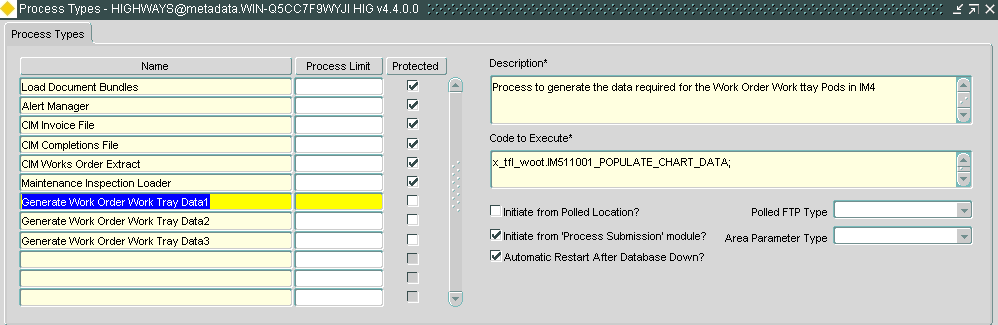 Process Types - HIGHWAYS@metadata.WIN-Q5CC7F9WYJI HIG v4.4.0.0
Process Types
Name Process Limit Protected
Load Document Bundles
Alert Manager
CIM Invoice File
CIM Completions File
CIM Works Order Extract
Maintenance Inspection Loader
Generate Work Order Work Tray Data1
Generate Work Order Work Tray Data2
Generate Work Order Work Tray Data3
Description*
Process to generate the data required for the Work Order Work ttay Pods in IM4
Code to Execute*
x_tfl_woot.IM511001_POPULATE_CHART_DATA;
Initiate from Polled Location? Polled FTP Type
Initiate from 'Process Submission' module? Area Parameter Type
Automatic Restart After Database Down?